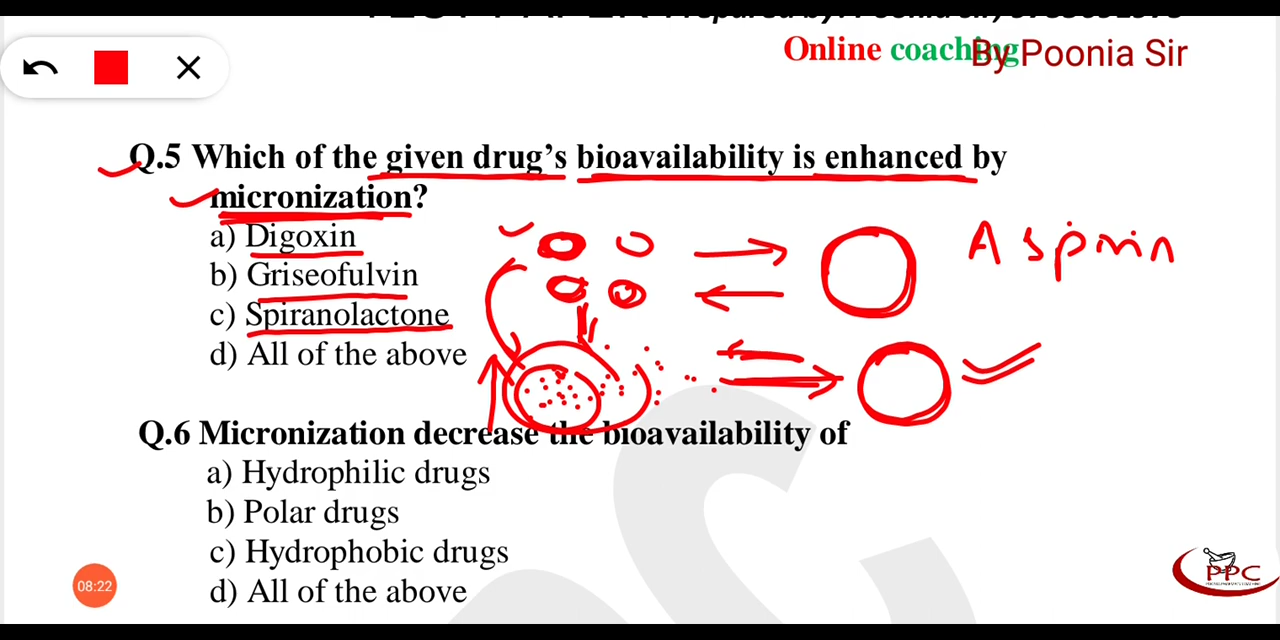 Online coaching By Poonia Sir
Q.5 Which of the given drug's bioavailability is enhanced by
micronization?
a) Digoxin
b) Griseofulvin
c) Spiranolactone
d) All of the above
Aspirin
Q.6 Micronization decrease the bioavailability of
a) Hydrophilic drugs
b) Polar drugs
c) Hydrophobic drugs
d) All of the above
08:22
PPC